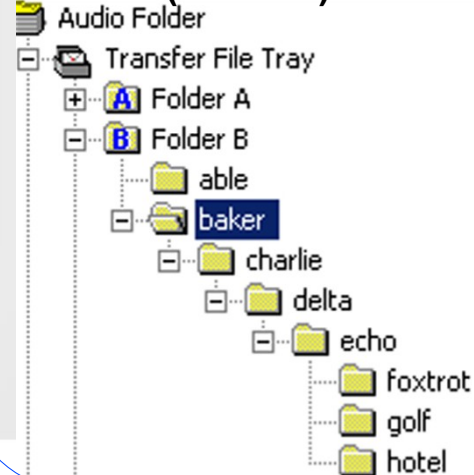 Audio Folder
Transfer File Tray
A Folder A
B Folder B
able
baker
charlie
delta
echo
foxtrot
golf
hotel